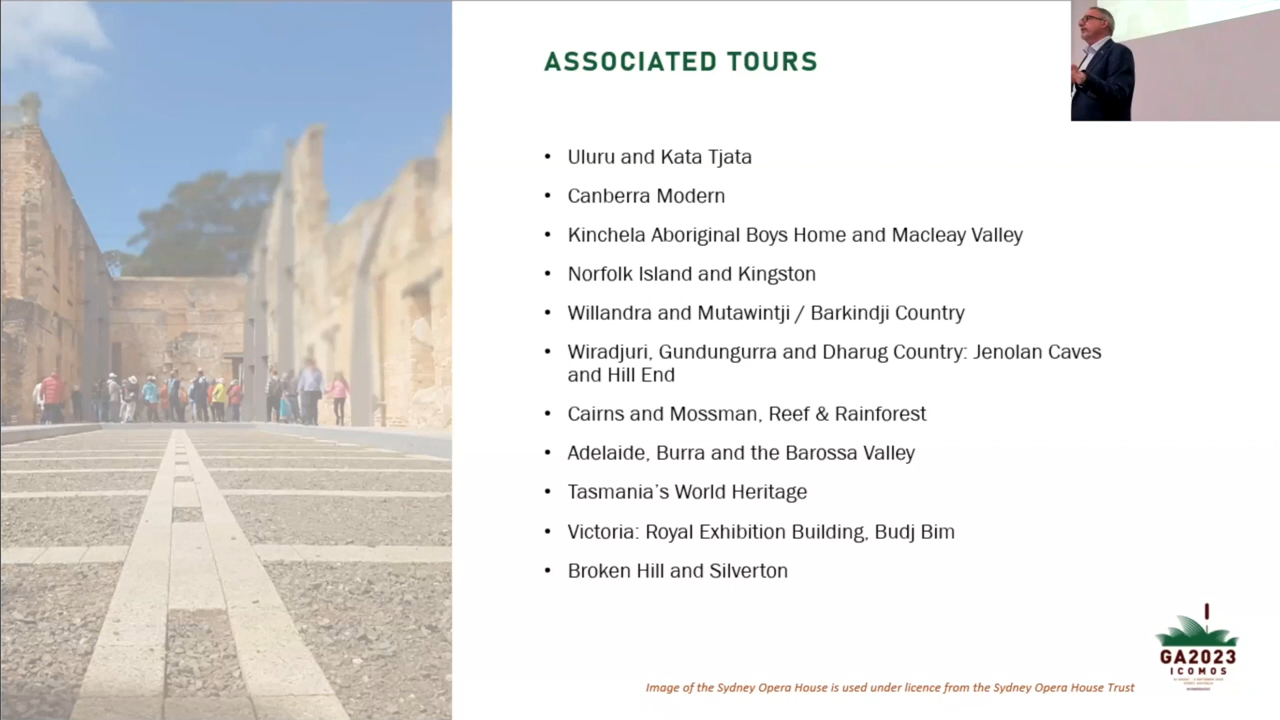 ASSOCIATED TOURS
• Uluru and Kata Tjata
• Canberra Modern
• Kinchela Aboriginal Boys Home and Macleay Valley
• Norfolk Island and Kingston
• Willandra and Mutawintji / Barkindji Country
• Wiradjuri, Gundungurra and Dharug Country: Jenolan Caves
and Hill End
• Cairns and Mossman, Reef & Rainforest
• Adelaide, Burra and the Barossa Valley
• Tasmania's World Heritage
• Victoria: Royal Exhibition Building, Budj Bim
• Broken Hill and Silverton
GA2023
ICOMOS
Image of the Sydney Opera House is used under licence from the Sydney Opera House Trust